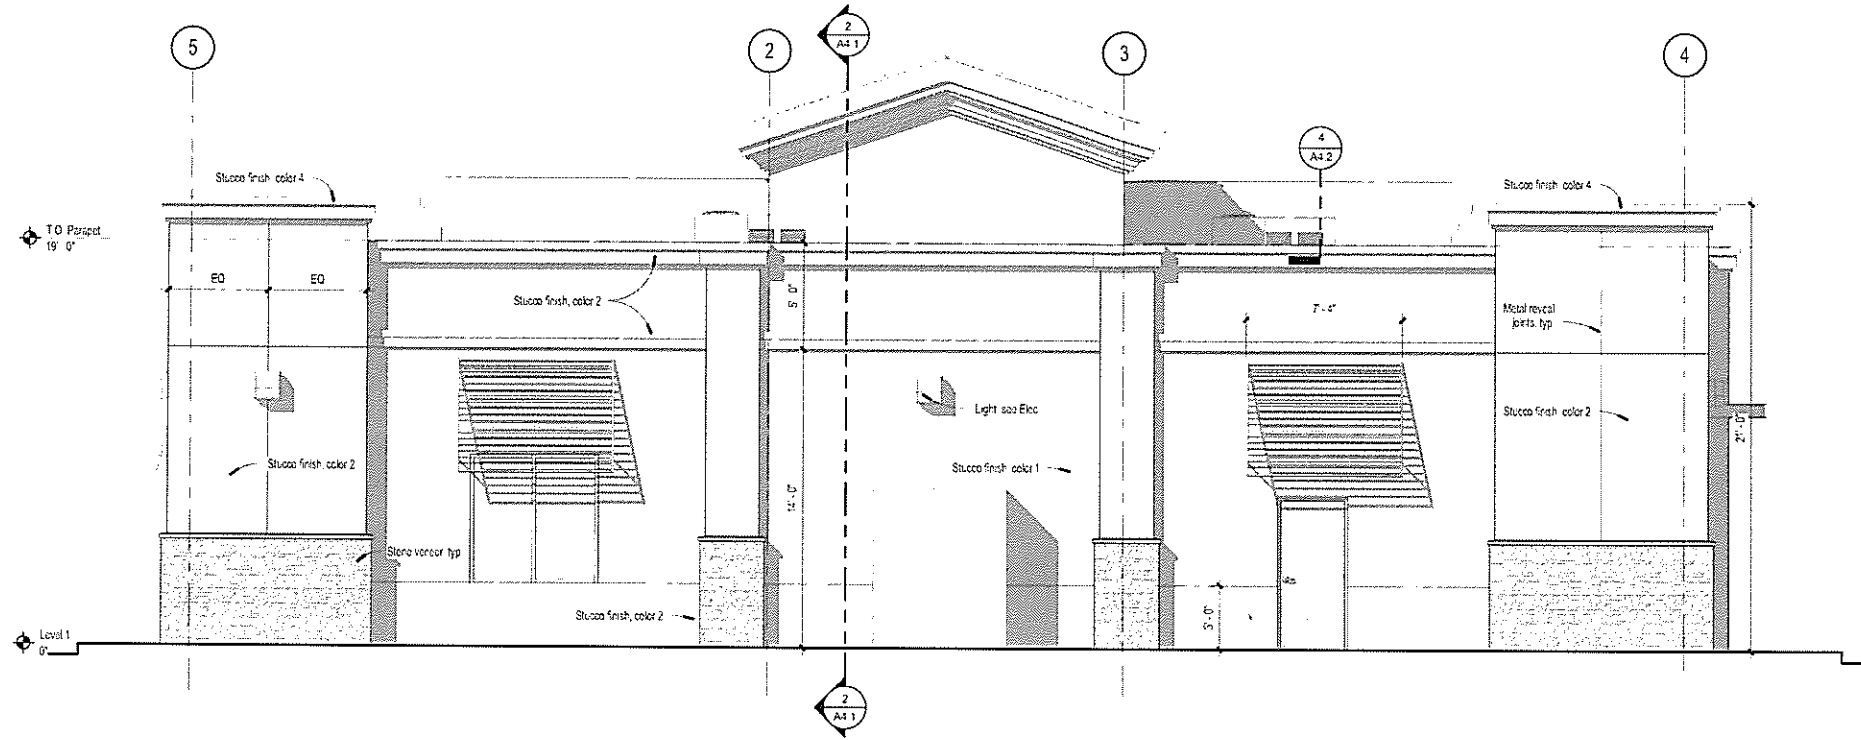 5
2
2
A4.1
3
4
4
A4.2
Stucco finish, color 4
Stucco finish, color 4
T.O. Parapet
19' 0"
EQ
EQ
Stucco finish, color 2
5' - 0"
7' - 4"
Metal reveal
joints, typ
Light, see Elec
Stucco finish, color 2
21' - 0"
Stucco finish, color 2
Stucco finish, color 1
14' - 0"
Stone veneer, typ
Stucco finish, color 2
3' - 0"
Level 1
0"
2
A4.1